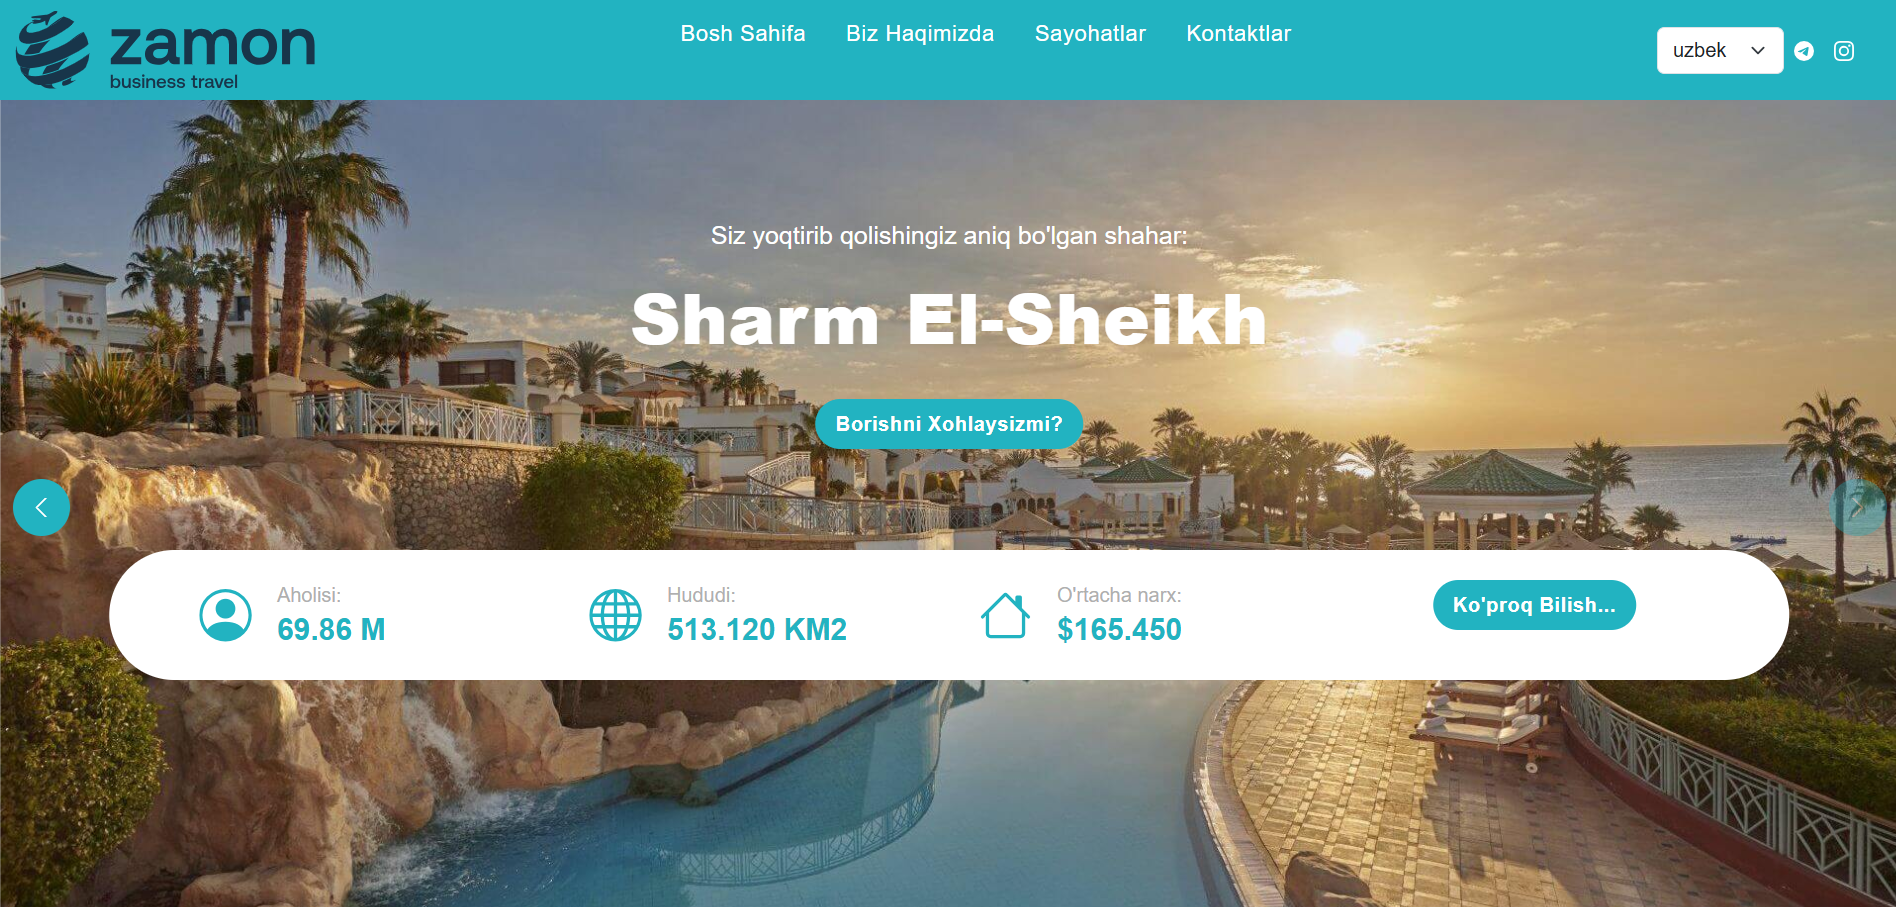 zamon
business travel
Bosh Sahifa
Biz Haqimizda
Sayohatlar
Kontaktlar
uzbek
Siz yoqtirib qolishingiz aniq bo'lgan shahar:
Sharm El-Sheikh
Borishni Xohlaysizmi?
Aholisi:
69.86 M
Hududi:
513.120 KM2
O'rtacha narx:
$165.450
Ko'proq Bilish...